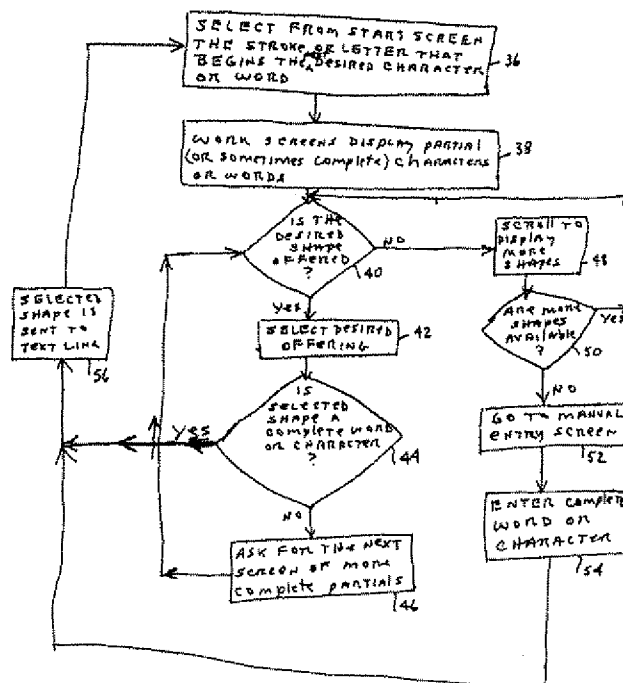 SELECT FROM START SCREEN
THE STROKE OR LETTER THAT
BEGINS THE DESIRED CHARACTER
OR WORD
36
WORK SCREENS DISPLAY PARTIAL
(OR SOMETIMES COMPLETE) CHARACTERS
OR WORDS
38
IS THE
DESIRED
SHAPE
OFFERED
?
40
NO
SCROLL TO
DISPLAY
MORE
SHAPES
48
Yes
ARE MORE
SHAPES
AVAILABLE
?
50
Yes
SELECTED
SHAPE IS
SENT TO
TEXT LINE
56
SELECT DESIRED
OFFERING
42
NO
IS
SELECTED
SHAPE A
COMPLETE WORD
OR CHARACTER
?
44
Yes
GO TO MANUAL
ENTRY SCREEN
52
NO
ASK FOR THE NEXT
SCREEN OF MORE
COMPLETE PARTIALS
46
ENTER COMPLETE
WORD OR
CHARACTER
54